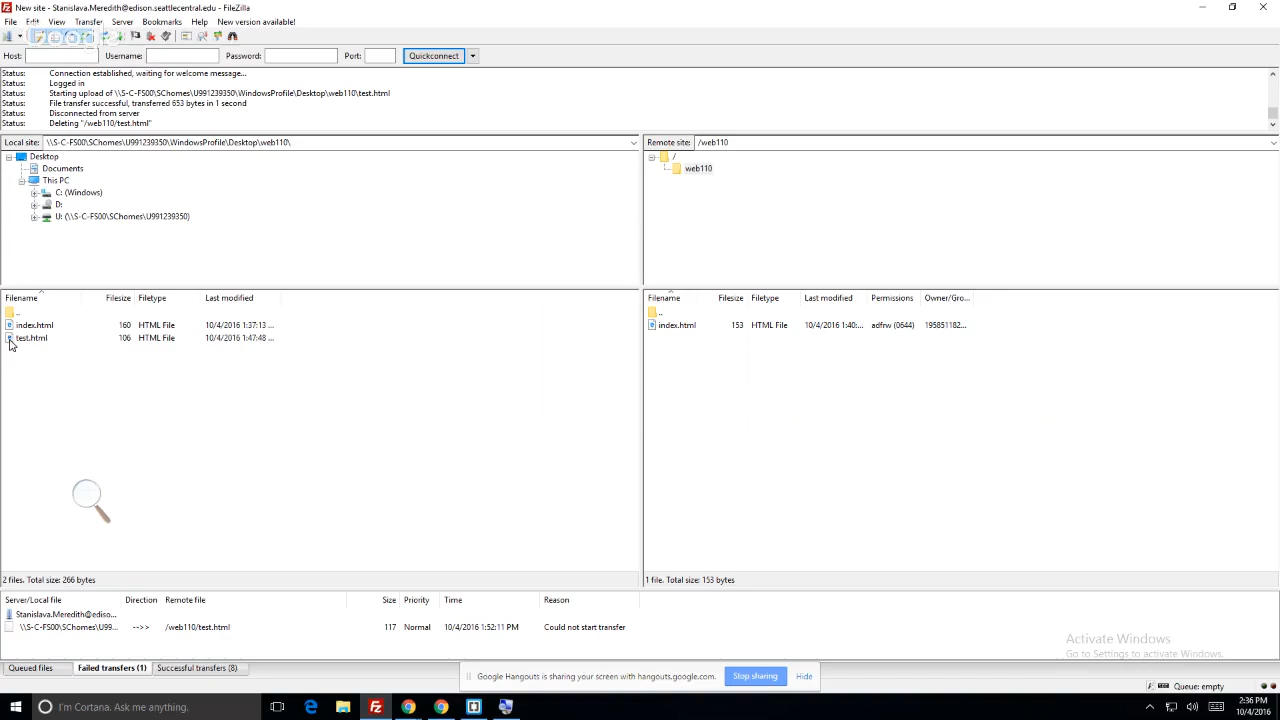 New site - Stanislava.Meredith@edison.seattlecentral.edu - FileZilla
File Edit View Transfer Server Bookmarks Help New version available!
Host: Username: Password: Port: Quickconnect
Status: Connection established, waiting for welcome message...
Status: Logged in
Status: Starting upload of \\S-C-FS00\SChomes\U991239350\WindowsProfile\Desktop\web110\test.html
Status: File transfer successful, transferred 653 bytes in 1 second
Status: Disconnected from server
Status: Deleting "/web110/test.html"
Local site: \\S-C-FS00\SChomes\U991239350\WindowsProfile\Desktop\web110\
Desktop
Documents
This PC
C: (Windows)
D:
U: (\\S-C-FS00\SChomes\U991239350)
Remote site: /web110
/
web110
Filename Filesize Filetype Last modified
..
index.html 160 HTML File 10/4/2016 1:37:13 ...
test.html 106 HTML File 10/4/2016 1:47:48 ...
2 files. Total size: 266 bytes
Filename Filesize Filetype Last modified Permissions Owner/Gro...
..
index.html 153 HTML File 10/4/2016 1:40:... adfrw (0644) 195851182...
1 file. Total size: 153 bytes
Server/Local file Direction Remote file Size Priority Time Reason
Stanislava.Meredith@ediso...
\\S-C-FS00\SChomes\U99... -->> /web110/test.html 117 Normal 10/4/2016 1:52:11 PM Could not start transfer
Activate Windows
Go to Settings to activate Windows.
Queued files Failed transfers (1) Successful transfers (8)
Google Hangouts is sharing your screen with hangouts.google.com. Stop sharing Hide
Queue: empty
I'm Cortana. Ask me anything.
2:36 PM
10/4/2016